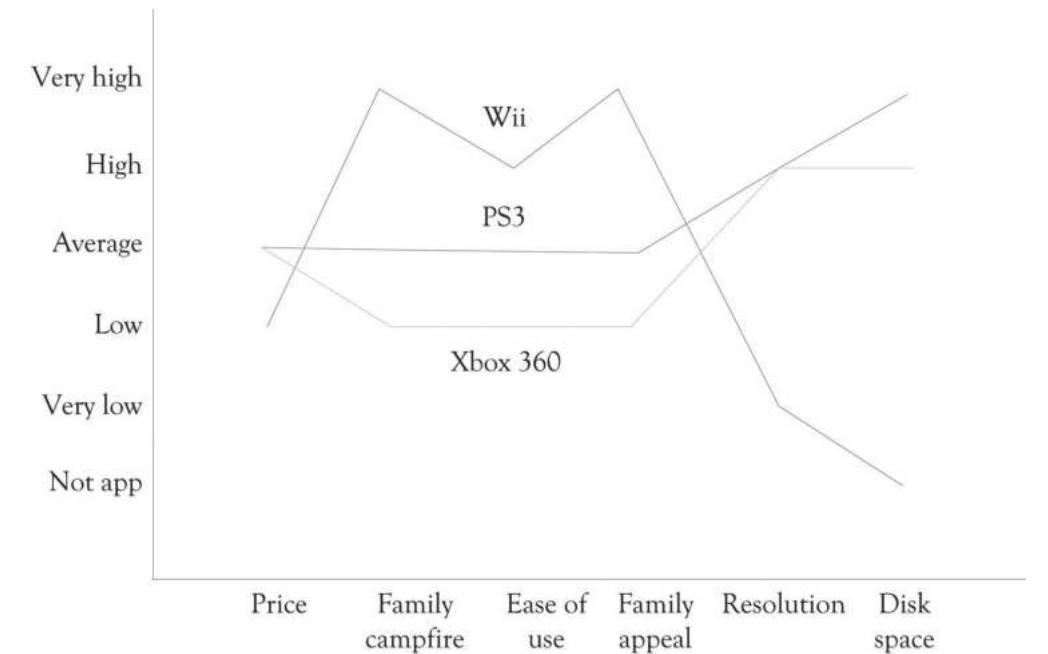 Very high
High
Average
Low
Very low
Not app
Wii
PS3
Xbox 360
Price
Family
campfire
Ease of
use
Family
appeal
Resolution
Disk
space